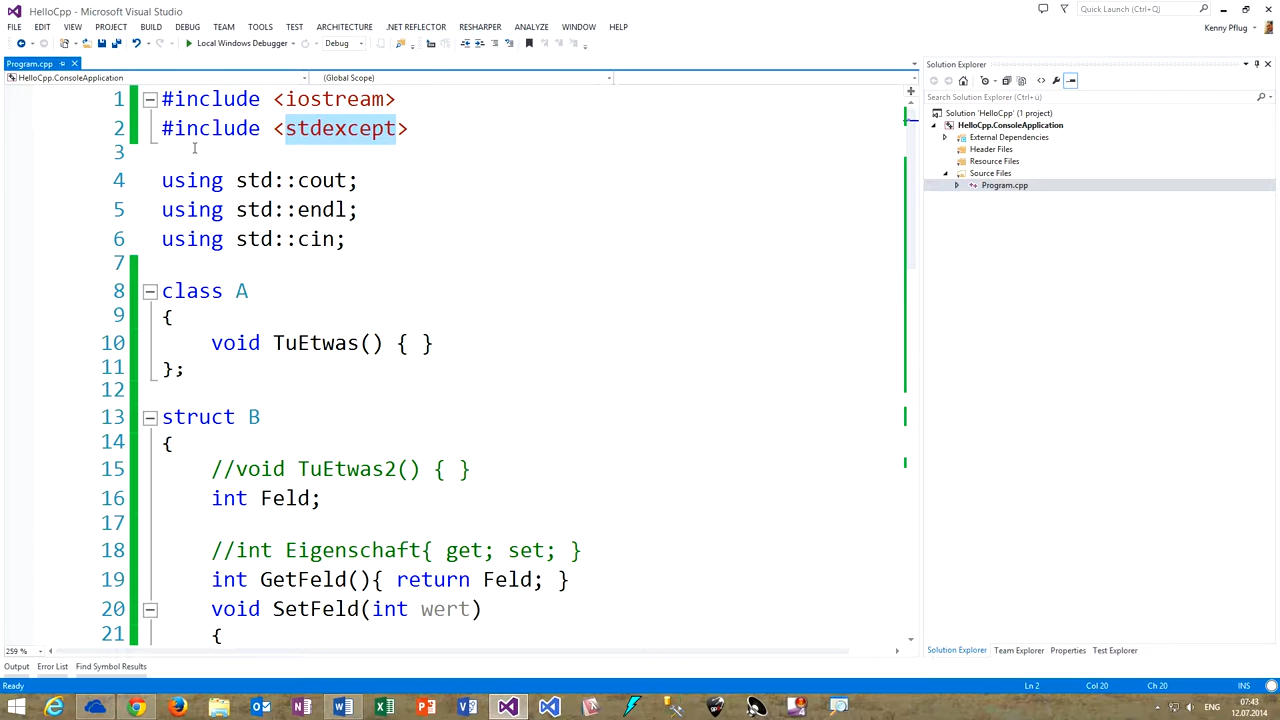 HelloCpp - Microsoft Visual Studio
Quick Launch (Ctrl+Q)
FILE EDIT VIEW PROJECT BUILD DEBUG TEAM TOOLS TEST ARCHITECTURE .NET REFLECTOR RESHARPER ANALYZE WINDOW HELP
Kenny Pflug
Local Windows Debugger Debug
Program.cpp
HelloCpp.ConsoleApplication (Global Scope)
1 #include <iostream>
2 #include <stdexcept>
3
4 using std::cout;
5 using std::endl;
6 using std::cin;
7
8 class A
9 {
10 void TuEtwas() { }
11 };
12
13 struct B
14 {
15 //void TuEtwas2() { }
16 int Feld;
17
18 //int Eigenschaft{ get; set; }
19 int GetFeld(){ return Feld; }
20 void SetFeld(int wert)
21 {
259 %
Solution Explorer
Search Solution Explorer (Ctrl+ü)
Solution 'HelloCpp' (1 project)
HelloCpp.ConsoleApplication
External Dependencies
Header Files
Resource Files
Source Files
Program.cpp
Solution Explorer Team Explorer Properties Test Explorer
Output Error List Find Symbol Results
Ready Ln 2 Col 20 Ch 20 INS
ENG 07:43
12.07.2014